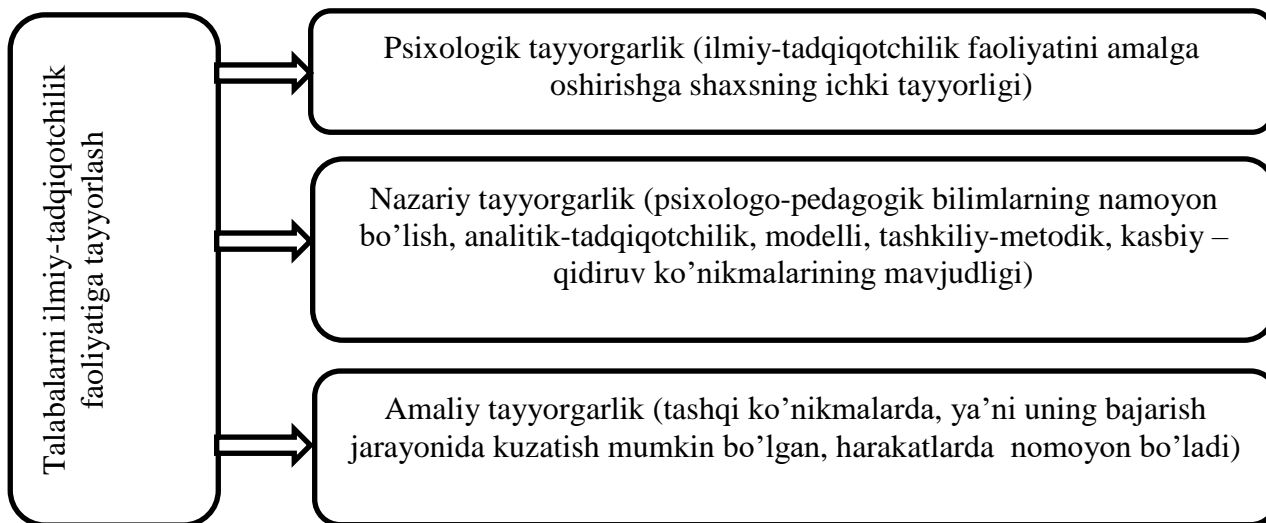 Talabalarni ilmiy-tadqiqotchilik
faoliyatiga tayyorlash
Psixologik tayyorgarlik (ilmiy-tadqiqotchilik faoliyatini amalga
oshirishga shaxsning ichki tayyorligi)
Nazariy tayyorgarlik (psixologo-pedagogik bilimlarning namoyon
bo’lish, analitik-tadqiqotchilik, modelli, tashkiliy-metodik, kasbiy –
qidiruv ko’nikmalarining mavjudligi)
Amaliy tayyorgarlik (tashqi ko’nikmalarda, ya’ni uning bajarish
jarayonida kuzatish mumkin bo’lgan, harakatlarda nomoyon bo’ladi)